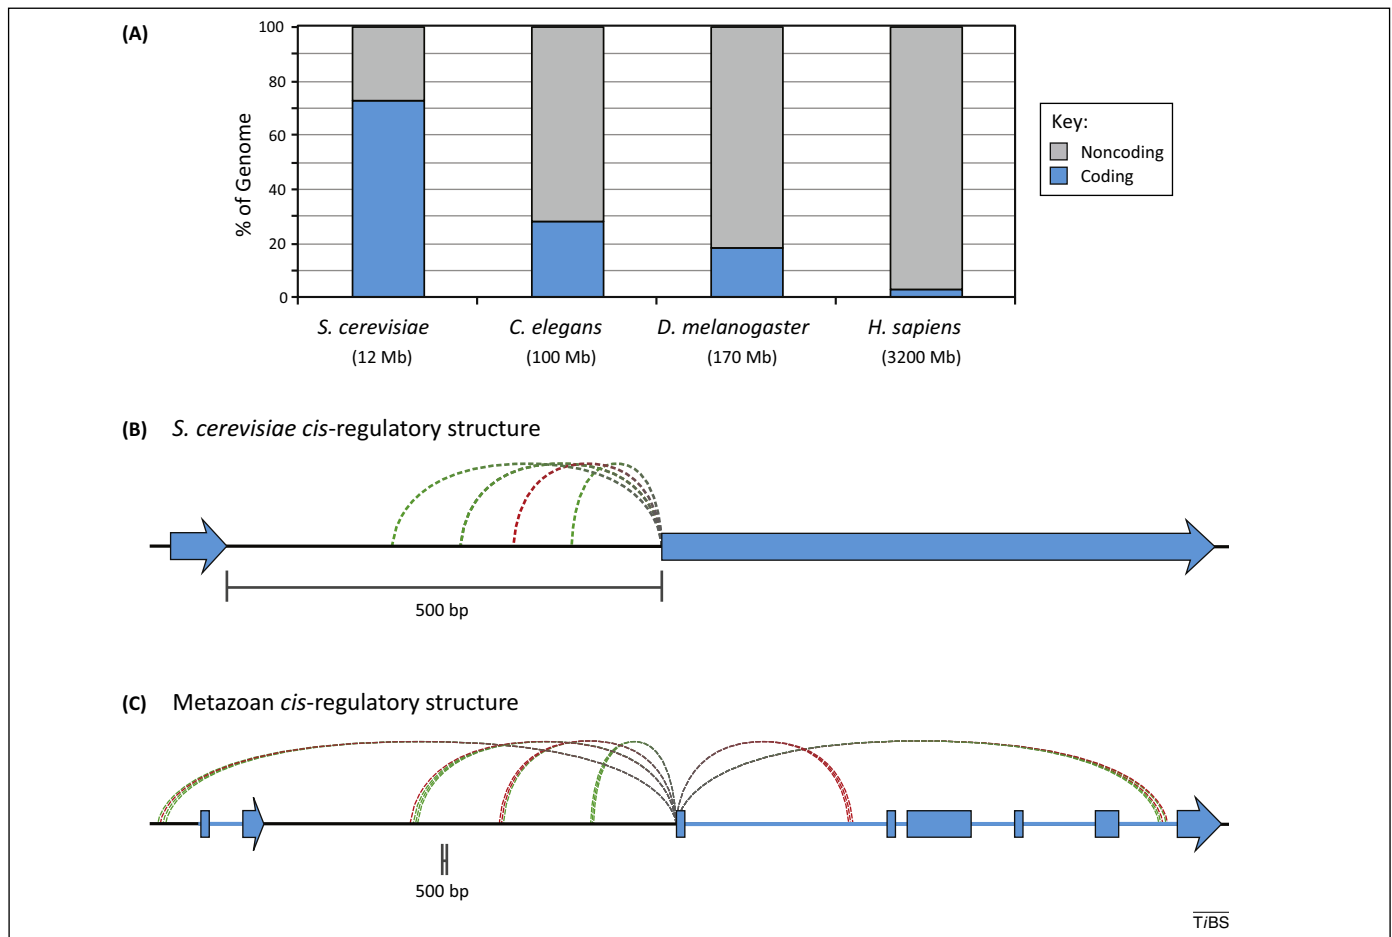 (A)
100
80
60
40
20
0
% of Genome
S. cerevisiae
(12 Mb)
C. elegans
(100 Mb)
D. melanogaster
(170 Mb)
H. sapiens
(3200 Mb)
Key:
Noncoding
Coding
(B) S. cerevisiae cis-regulatory structure
500 bp
(C) Metazoan cis-regulatory structure
500 bp
TiBS